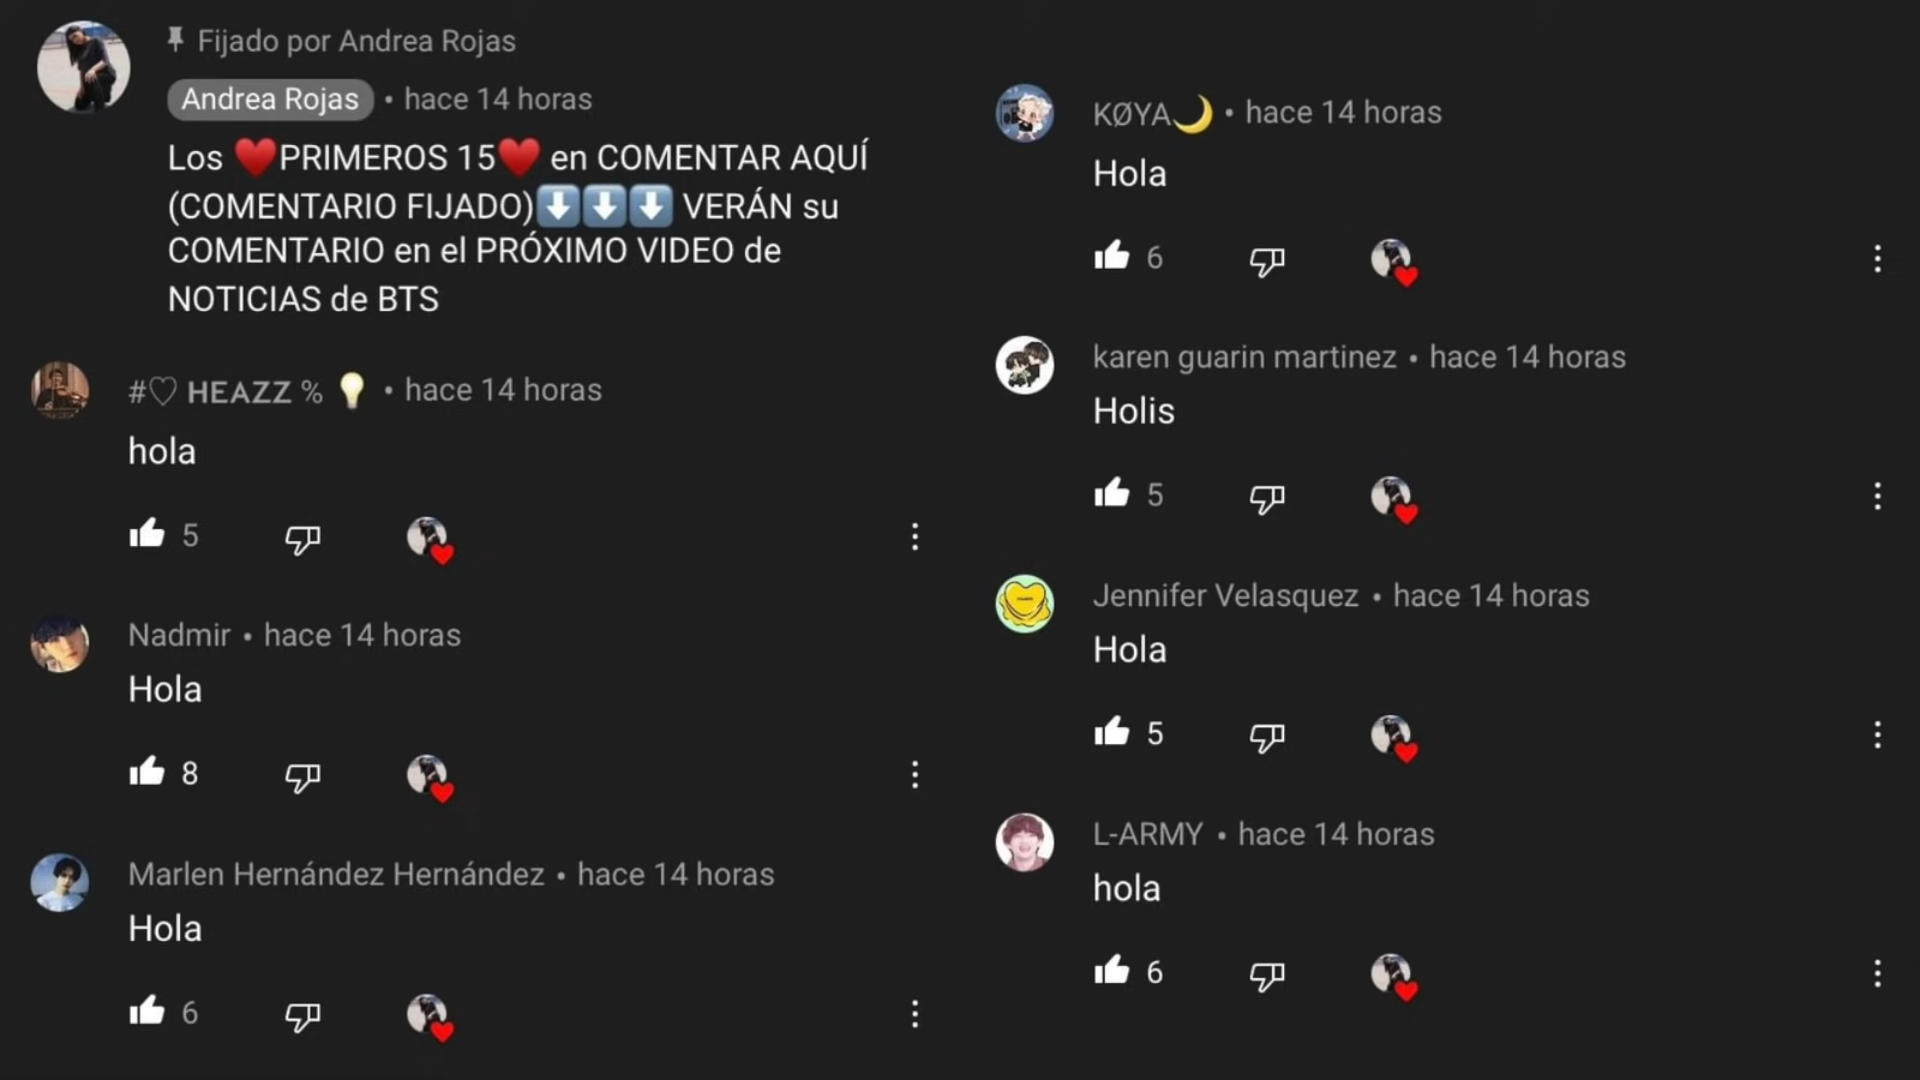 Fijado por Andrea Rojas
Andrea Rojas • hace 14 horas
Los ❤️PRIMEROS 15❤️ en COMENTAR AQUÍ
(COMENTARIO FIJADO)⬇️⬇️⬇️ VERÁN su
COMENTARIO en el PRÓXIMO VIDEO de
NOTICIAS de BTS
#♡ HEAZZ % 💡 • hace 14 horas
hola
5
Nadmir • hace 14 horas
Hola
8
Marlen Hernández Hernández • hace 14 horas
Hola
6
KØYA🌙 • hace 14 horas
Hola
6
karen guarin martinez • hace 14 horas
Holis
5
Jennifer Velasquez • hace 14 horas
Hola
5
L-ARMY • hace 14 horas
hola
6